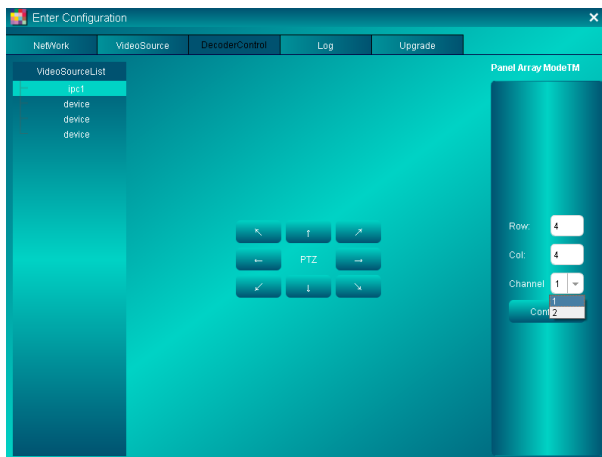 Enter Configuration
NetWork VideoSource DecoderControl Log Upgrade
VideoSourceList
ipc1
device
device
device
PTZ
Panel Array ModeTM
Row: 4
Col: 4
Channel 1
1
2